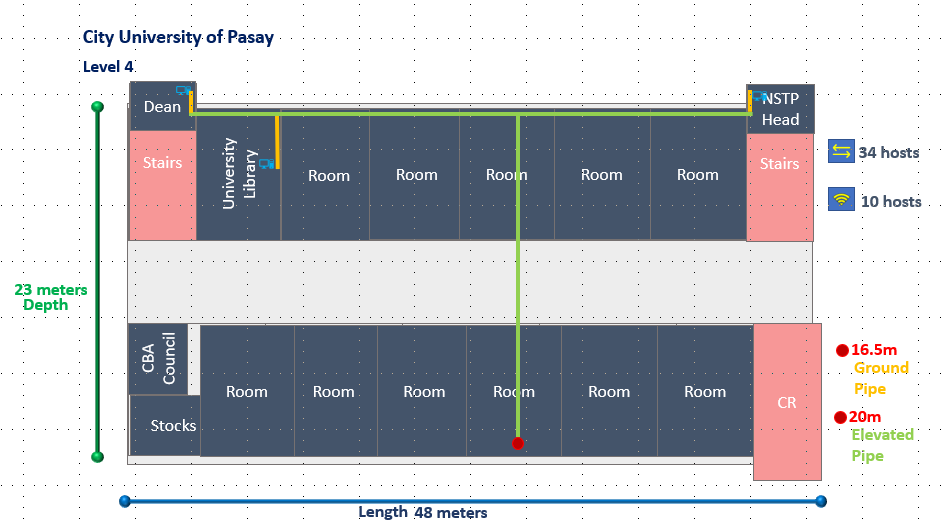 City University of Pasay
Level 4
Dean
NSTP
Head
Stairs
University
Library
Room
Room
Room
Room
Room
Stairs
34 hosts
10 hosts
23 meters
Depth
CBA
Council
Stocks
Room
Room
Room
Room
Room
Room
CR
16.5m
Ground
Pipe
20m
Elevated
Pipe
Length 48 meters